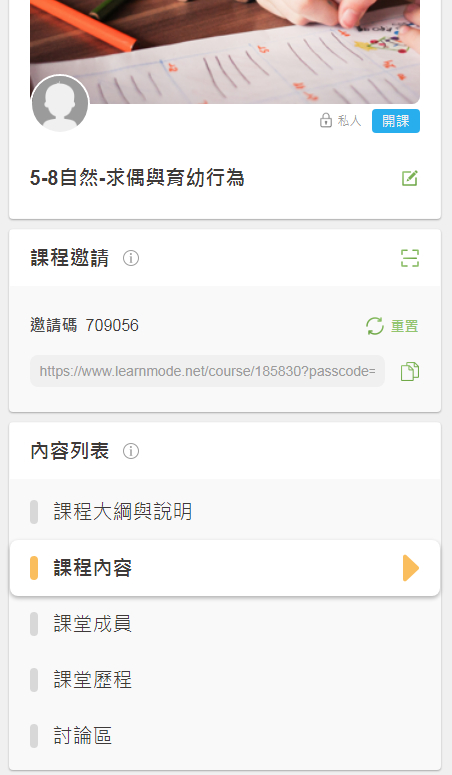 私人 開課
5-8自然-求偶與育幼行為
課程邀請
邀請碼 709056 重置
https://www.learnmode.net/course/185830?passcode=
內容列表
課程大綱與說明
課程內容
課堂成員
課堂歷程
討論區